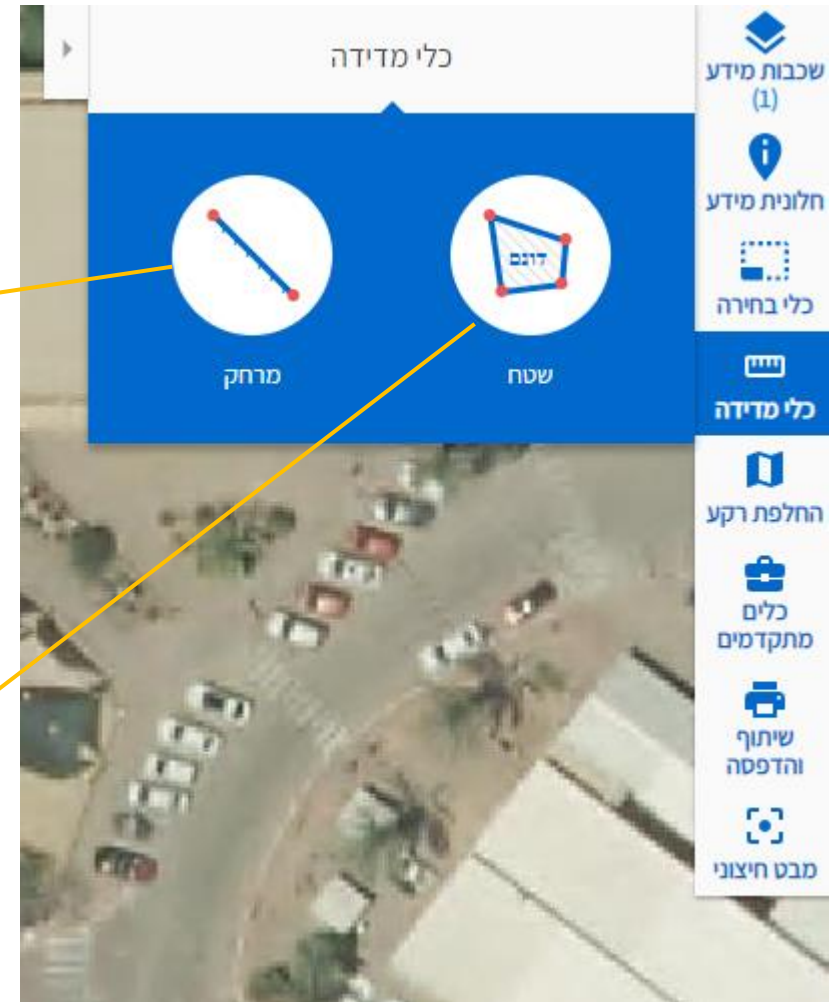 כלי מדידה
דונם
שטח
מרחק
שכבות מידע
(1)
חלונית מידע
כלי בחירה
כלי מדידה
החלפת רקע
כלים
מתקדמים
שיתוף
והדפסה
מבט חיצוני